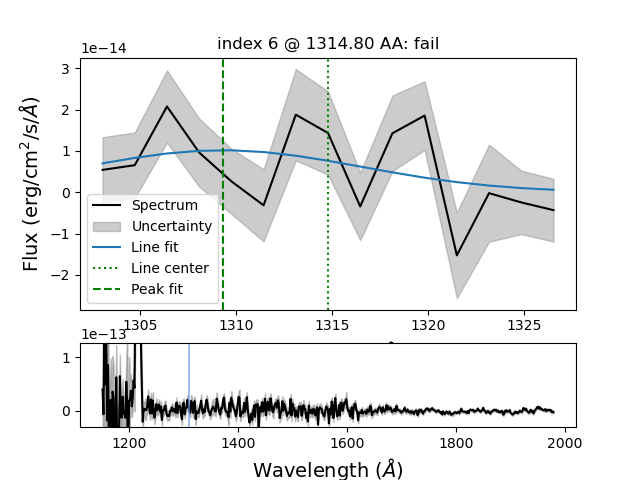 index 6 @ 1314.80 AA: fail
1e−14
3
2
1
0
−1
−2
Flux (erg/cm²/s/Å)
Spectrum
Uncertainty
Line fit
Line center
Peak fit
1305 1310 1315 1320 1325
1e−13
1
0
1200 1400 1600 1800 2000
Wavelength (Å)